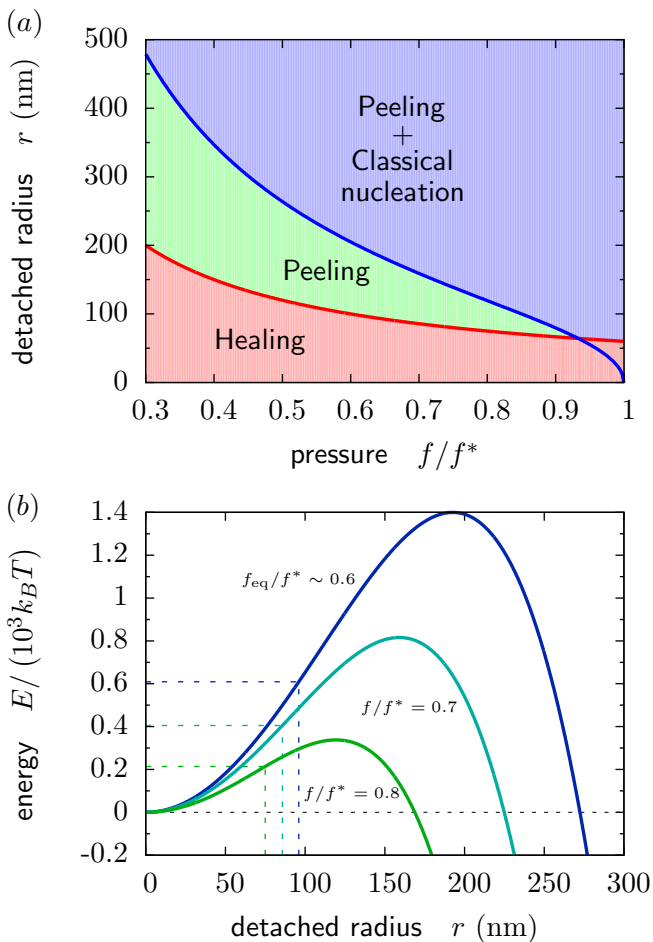 (a)
500
400
300
200
100
0
detached radius r (nm)
Peeling
+
Classical
nucleation
Peeling
Healing
0.3 0.4 0.5 0.6 0.7 0.8 0.9 1
pressure f/f*
(b)
1.4
1.2
1
0.8
0.6
0.4
0.2
0
-0.2
energy E/(10³k_BT)
f_eq/f* ∼ 0.6
f/f* = 0.7
f/f* = 0.8
0 50 100 150 200 250 300
detached radius r (nm)